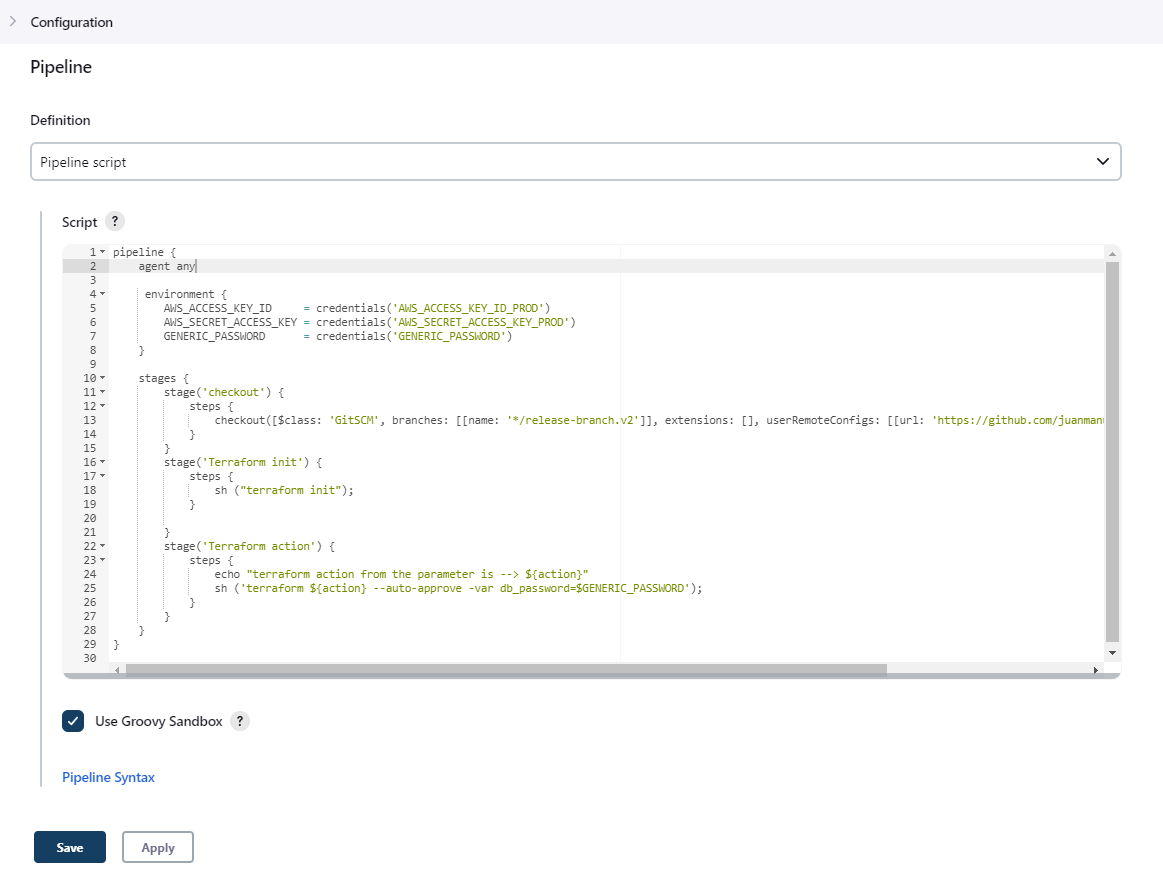 Configuration
Pipeline
Definition
Pipeline script
Script ?
1 pipeline {
2     agent any
3
4      environment {
5         AWS_ACCESS_KEY_ID     = credentials('AWS_ACCESS_KEY_ID_PROD')
6         AWS_SECRET_ACCESS_KEY = credentials('AWS_SECRET_ACCESS_KEY_PROD')
7         GENERIC_PASSWORD      = credentials('GENERIC_PASSWORD')
8     }
9
10     stages {
11         stage('checkout') {
12             steps {
13                 checkout([$class: 'GitSCM', branches: [[name: '*/release-branch.v2']], extensions: [], userRemoteConfigs: [[url: 'https://github.com/juanman
14             }
15         }
16         stage('Terraform init') {
17             steps {
18                 sh ("terraform init");
19             }
20
21         }
22         stage('Terraform action') {
23             steps {
24                 echo "terraform action from the parameter is --> ${action}"
25                 sh ('terraform ${action} --auto-approve -var db_password=$GENERIC_PASSWORD');
26             }
27         }
28     }
29 }
30
Use Groovy Sandbox ?
Pipeline Syntax
Save Apply